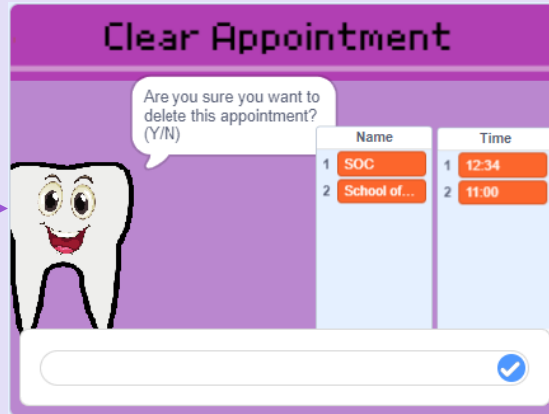 Clear Appointment
Are you sure you want to
delete this appointment?
(Y/N)
Name Time
1 SOC 1 12:34
2 School of... 2 11:00